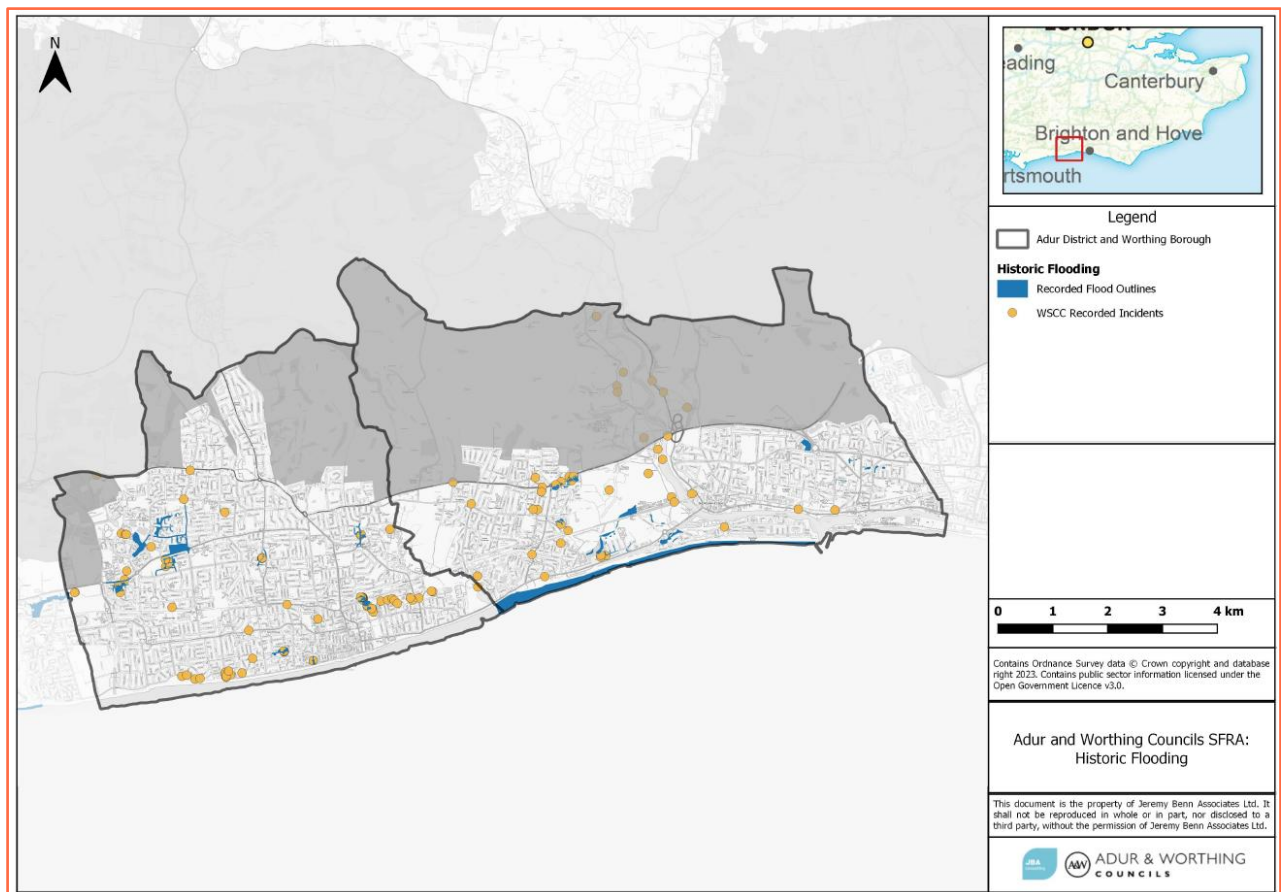 N
LONDON
eading
Canterbury
Brighton and Hove
rtsmouth
Legend
Adur District and Worthing Borough
Historic Flooding
Recorded Flood Outlines
WSCC Recorded Incidents
0 1 2 3 4 km
Contains Ordnance Survey data © Crown copyright and database
right 2023. Contains public sector information licensed under the
Open Government Licence v3.0.
Adur and Worthing Councils SFRA:
Historic Flooding
This document is the property of Jeremy Benn Associates Ltd. It
shall not be reproduced in whole or in part, nor disclosed to a
third party, without the permission of Jeremy Benn Associates Ltd.
JBA
consulting
A&W
ADUR & WORTHING
COUNCILS